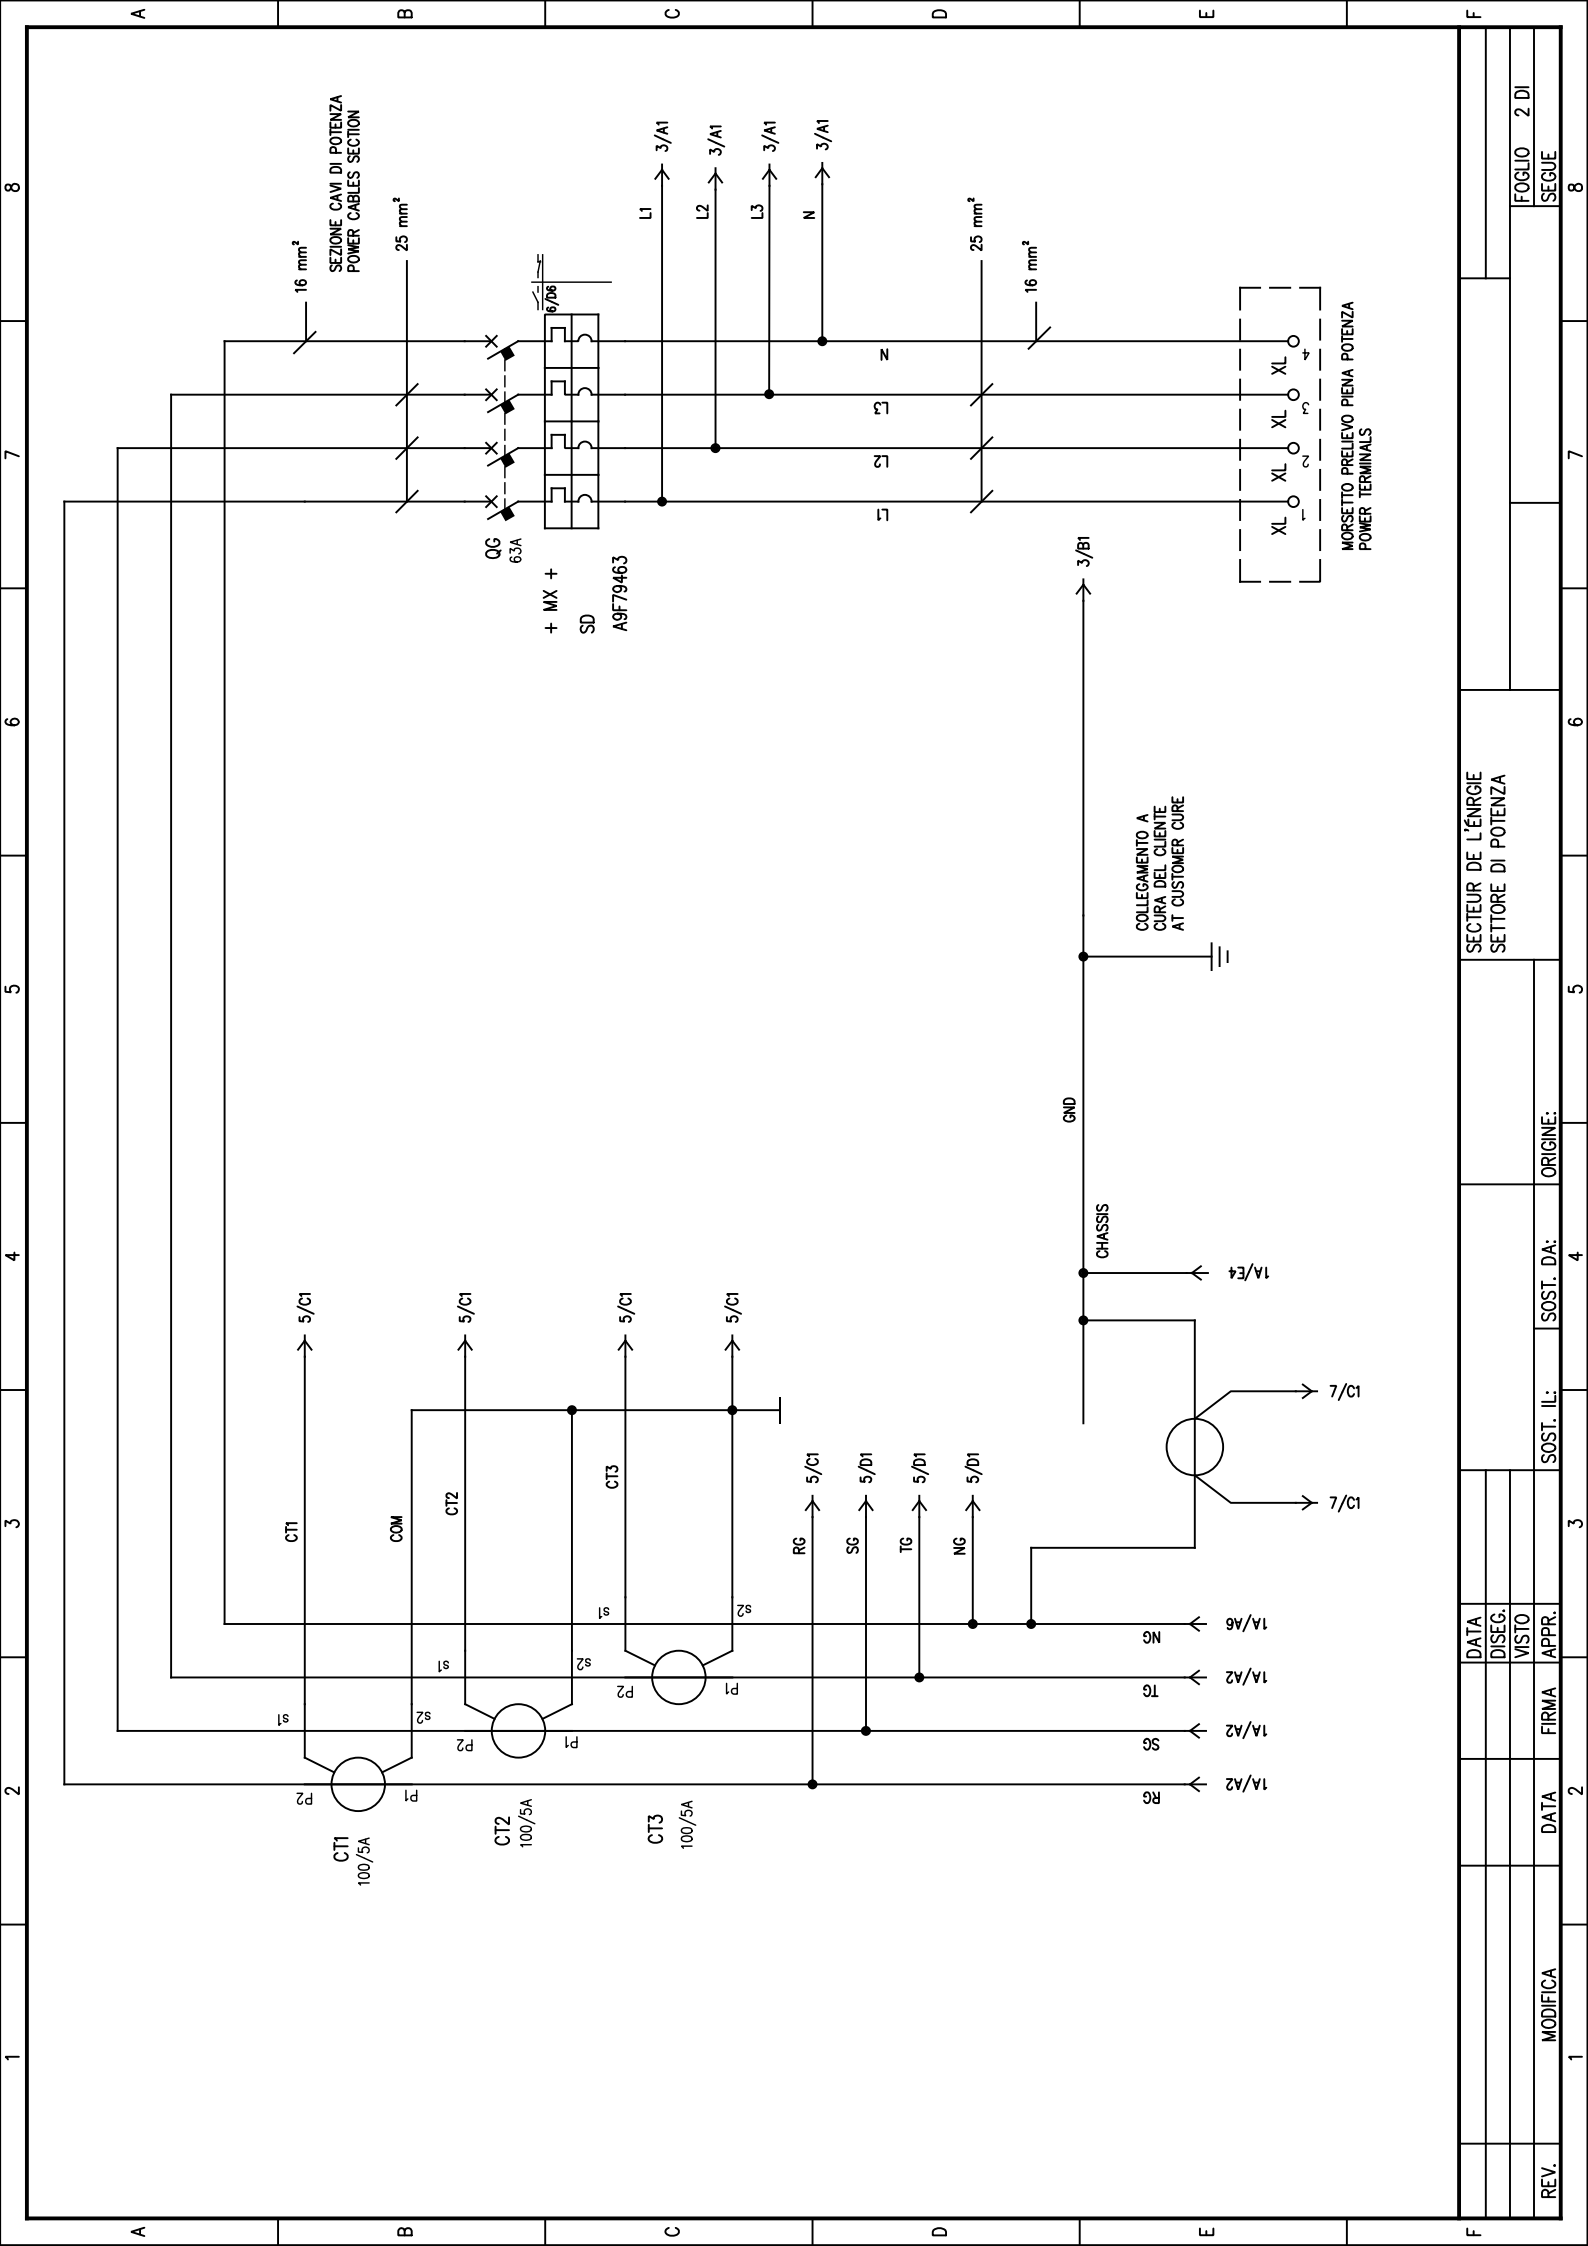 1
2
3
4
5
6
7
8
A
B
C
D
E
F
A
B
C
D
E
F
1
2
3
4
5
6
7
8
16 mm²
SEZIONE CAVI DI POTENZA
POWER CABLES SECTION
25 mm²
CT1
5/C1
COM
CT2
5/C1
CT3
5/C1
5/C1
s1
s2
P2
P1
CT1
100/5A
s1
s2
P2
P1
CT2
100/5A
s1
s2
P2
P1
CT3
100/5A
QG
63A
+ MX +
SD
A9F79463
6/D6
L1
3/A1
L2
3/A1
L3
3/A1
N
3/A1
RG
5/C1
SG
5/D1
TG
5/D1
NG
5/D1
L1
L2
L3
N
25 mm²
16 mm²
GND
3/B1
CHASSIS
COLLEGAMENTO A
CURA DEL CLIENTE
AT CUSTOMER CURE
RG
SG
TG
NG
1A/A2
1A/A2
1A/A2
1A/A6
1A/E4
7/C1
7/C1
XL
1
XL
2
XL
3
XL
4
MORSETTO PRELIEVO PIENA POTENZA
POWER TERMINALS
REV.
MODIFICA
DATA
FIRMA
DATA
DISEG.
VISTO
APPR.
SOST. IL:
SOST. DA:
ORIGINE:
SECTEUR DE L'ÉNRGIE
SETTORE DI POTENZA
FOGLIO 2 DI
SEGUE